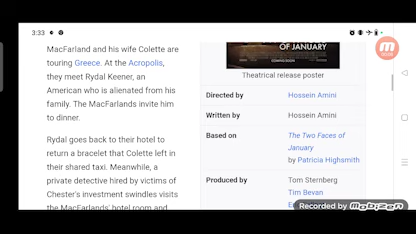 3:33
MacFarland and his wife Colette are
touring Greece. At the Acropolis,
they meet Rydal Keener, an
American who is alienated from his
family. The MacFarlands invite him
to dinner.
Rydal goes back to their hotel to
return a bracelet that Colette left in
their shared taxi. Meanwhile, a
private detective hired by victims of
Chester's investment swindles visits
the MacFarlands' hotel room and
OF JANUARY
COMING SOON
Theatrical release poster
Directed by Hossein Amini
Written by Hossein Amini
Based on The Two Faces of
January
by Patricia Highsmith
Produced by Tom Sternberg
Tim Bevan
Recorded by Mobizen